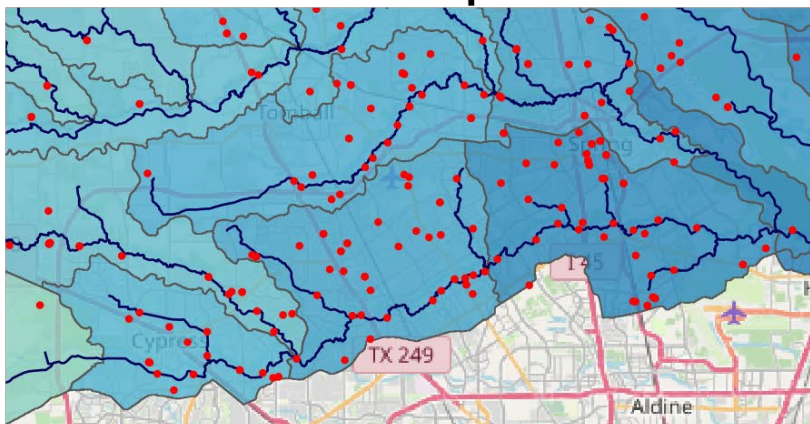 Tomball
Spring
I 45
Cypress
TX 249
H
Aldine